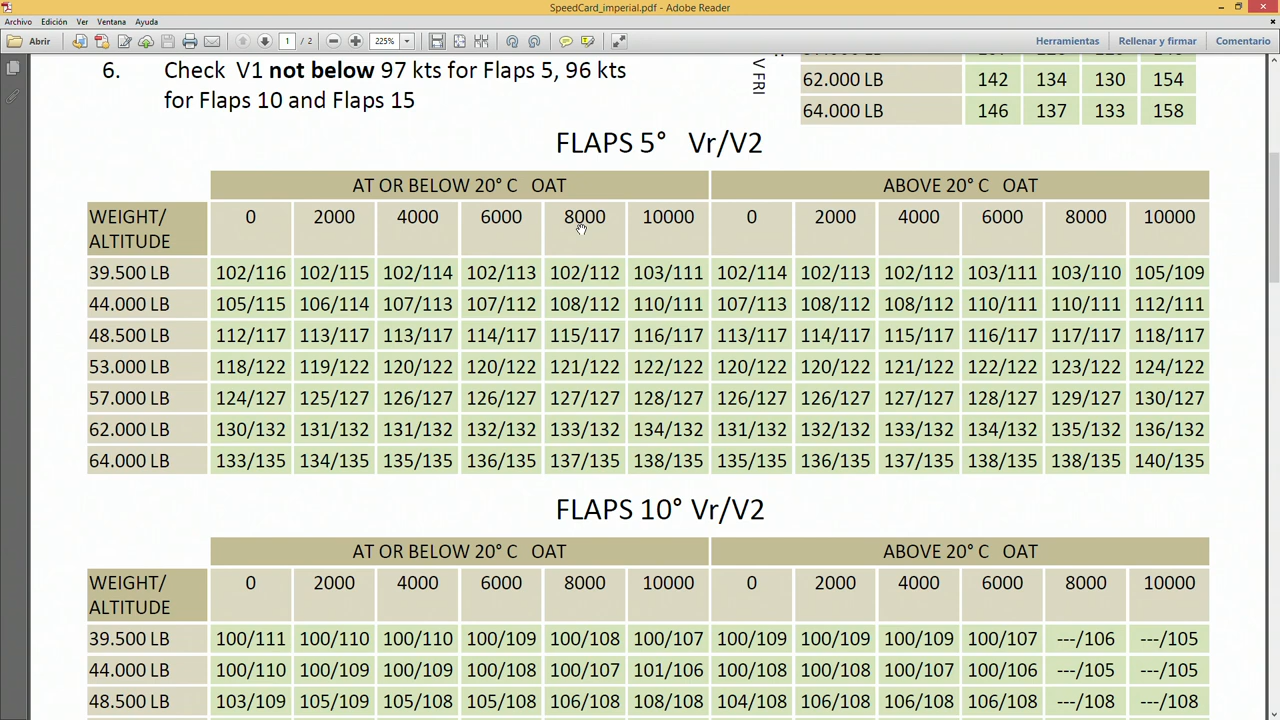 SpeedCard_imperial.pdf - Adobe Reader
Archivo Edición Ver Ventana Ayuda
Abrir 1 / 2 225% Herramientas Rellenar y firmar Comentario
6. Check V1 not below 97 kts for Flaps 5, 96 kts
for Flaps 10 and Flaps 15
V FRI
62.000 LB 142 134 130 154
64.000 LB 146 137 133 158
FLAPS 5° Vr/V2
AT OR BELOW 20° C OAT ABOVE 20° C OAT
WEIGHT/
ALTITUDE
0 2000 4000 6000 8000 10000 0 2000 4000 6000 8000 10000
39.500 LB 102/116 102/115 102/114 102/113 102/112 103/111 102/114 102/113 102/112 103/111 103/110 105/109
44.000 LB 105/115 106/114 107/113 107/112 108/112 110/111 107/113 108/112 108/112 110/111 110/111 112/111
48.500 LB 112/117 113/117 113/117 114/117 115/117 116/117 113/117 114/117 115/117 116/117 117/117 118/117
53.000 LB 118/122 119/122 120/122 120/122 121/122 122/122 120/122 120/122 121/122 122/122 123/122 124/122
57.000 LB 124/127 125/127 126/127 126/127 127/127 128/127 126/127 126/127 127/127 128/127 129/127 130/127
62.000 LB 130/132 131/132 131/132 132/132 133/132 134/132 131/132 132/132 133/132 134/132 135/132 136/132
64.000 LB 133/135 134/135 135/135 136/135 137/135 138/135 135/135 136/135 137/135 138/135 138/135 140/135
FLAPS 10° Vr/V2
AT OR BELOW 20° C OAT ABOVE 20° C OAT
WEIGHT/
ALTITUDE
0 2000 4000 6000 8000 10000 0 2000 4000 6000 8000 10000
39.500 LB 100/111 100/110 100/110 100/109 100/108 100/107 100/109 100/109 100/109 100/107 ---/106 ---/105
44.000 LB 100/110 100/109 100/109 100/108 100/107 101/106 100/108 100/108 100/107 100/106 ---/105 ---/105
48.500 LB 103/109 105/109 105/108 105/108 106/108 108/108 104/108 106/108 106/108 106/108 ---/108 ---/108